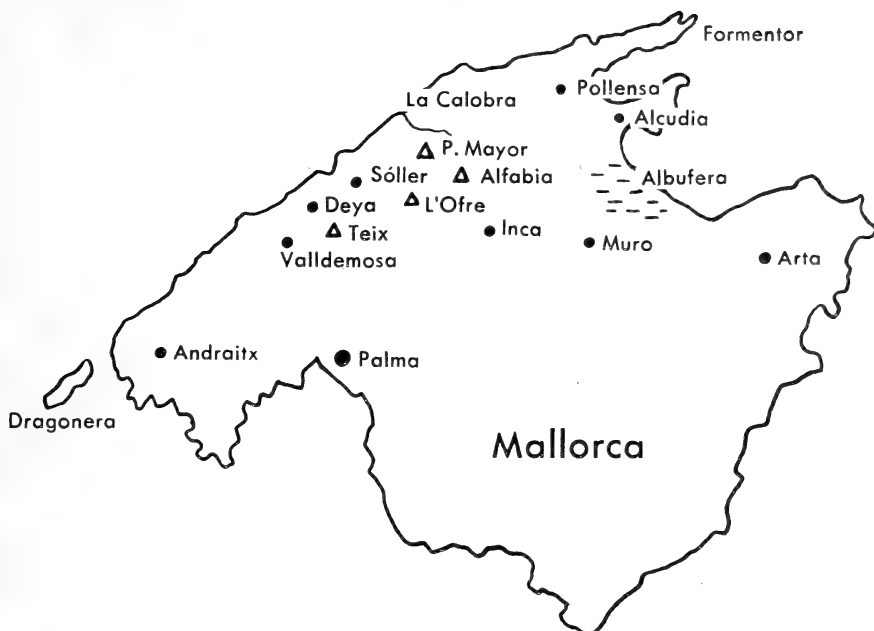 Formentor
Pollensa
La Calobra
Alcudia
P. Mayor
Sóller
Alfabia
Albufera
Deya
L'Ofre
Teix
Inca
Muro
Valldemosa
Arta
Andraitx
Palma
Dragonera
Mallorca